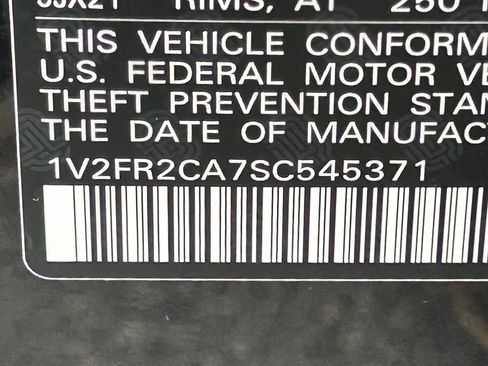 RIMS, AT 250
THIS VEHICLE CONFORM
U.S. FEDERAL MOTOR VE
THEFT PREVENTION STAN
THE DATE OF MANUFAC
1V2FR2CA7SC545371